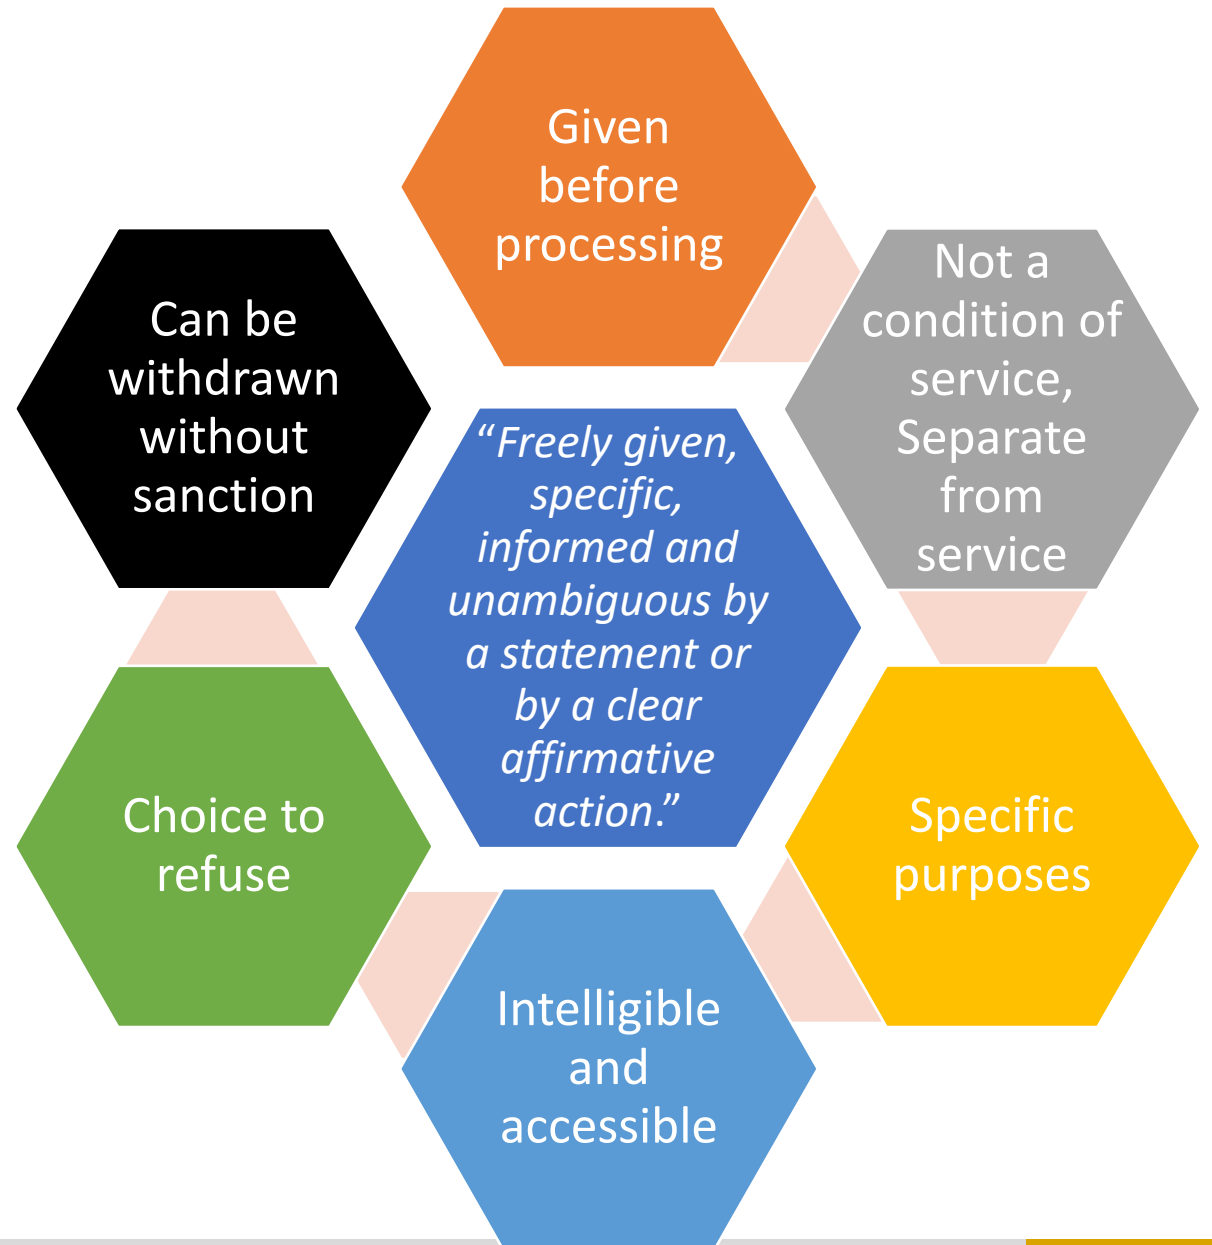 Given
before
processing
Not a
condition of
service,
Separate
from
service
Specific
purposes
Intelligible
and
accessible
Choice to
refuse
Can be
withdrawn
without
sanction
“Freely given,
specific,
informed and
unambiguous by
a statement or
by a clear
affirmative
action.”